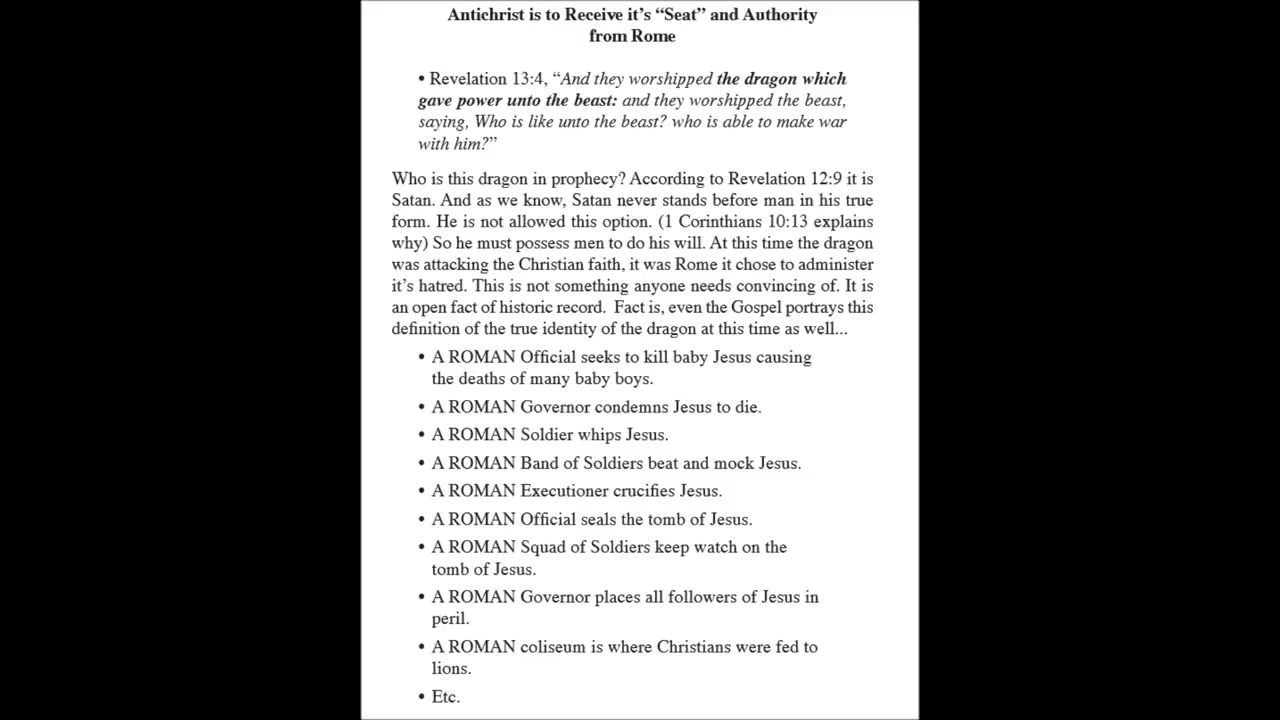 Antichrist is to Receive it's “Seat” and Authority
from Rome
• Revelation 13:4, “And they worshipped the dragon which
gave power unto the beast: and they worshipped the beast,
saying, Who is like unto the beast? who is able to make war
with him?”
Who is this dragon in prophecy? According to Revelation 12:9 it is
Satan. And as we know, Satan never stands before man in his true
form. He is not allowed this option. (1 Corinthians 10:13 explains
why) So he must possess men to do his will. At this time the dragon
was attacking the Christian faith, it was Rome it chose to administer
it's hatred. This is not something anyone needs convincing of. It is
an open fact of historic record. Fact is, even the Gospel portrays this
definition of the true identity of the dragon at this time as well...
• A ROMAN Official seeks to kill baby Jesus causing
the deaths of many baby boys.
• A ROMAN Governor condemns Jesus to die.
• A ROMAN Soldier whips Jesus.
• A ROMAN Band of Soldiers beat and mock Jesus.
• A ROMAN Executioner crucifies Jesus.
• A ROMAN Official seals the tomb of Jesus.
• A ROMAN Squad of Soldiers keep watch on the
tomb of Jesus.
• A ROMAN Governor places all followers of Jesus in
peril.
• A ROMAN coliseum is where Christians were fed to
lions.
• Etc.